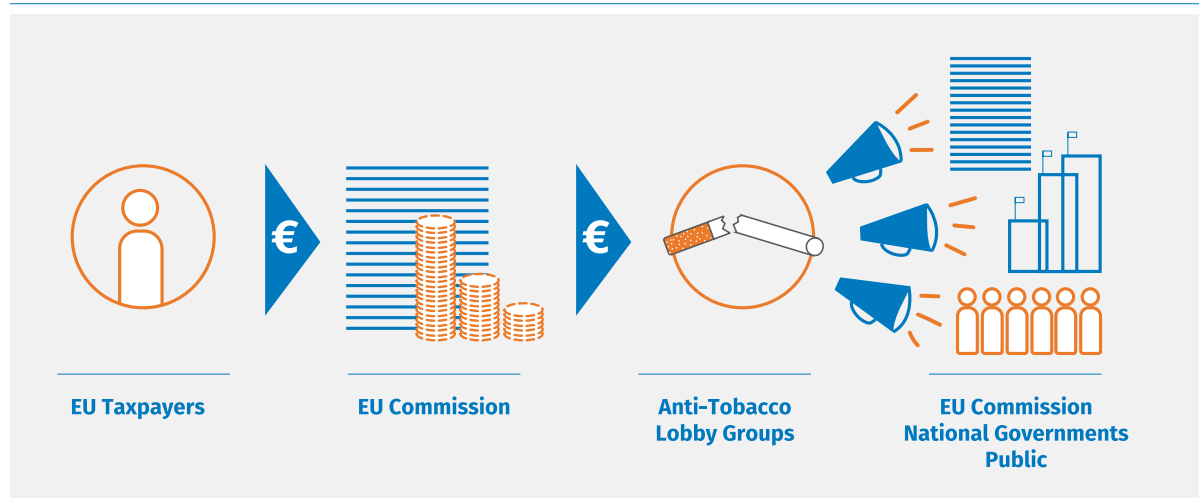 €
€
EU Taxpayers
EU Commission
Anti-Tobacco
Lobby Groups
EU Commission
National Governments
Public